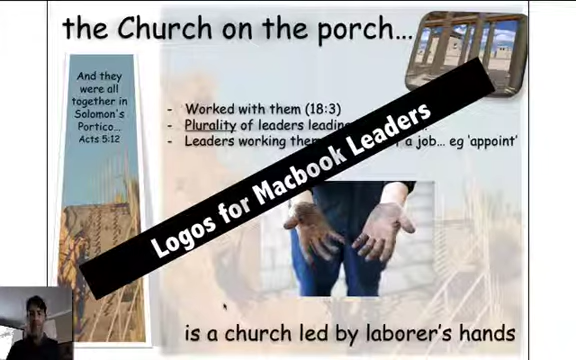 the Church on the porch...
And they
were all
together in
Solomon's
Portico...
Acts 5:12
- Worked with them (18:3)
- Plurality of leaders leading
- Leaders working a job... eg 'appoint'
Logos for Macbook Leaders
is a church led by laborer's hands